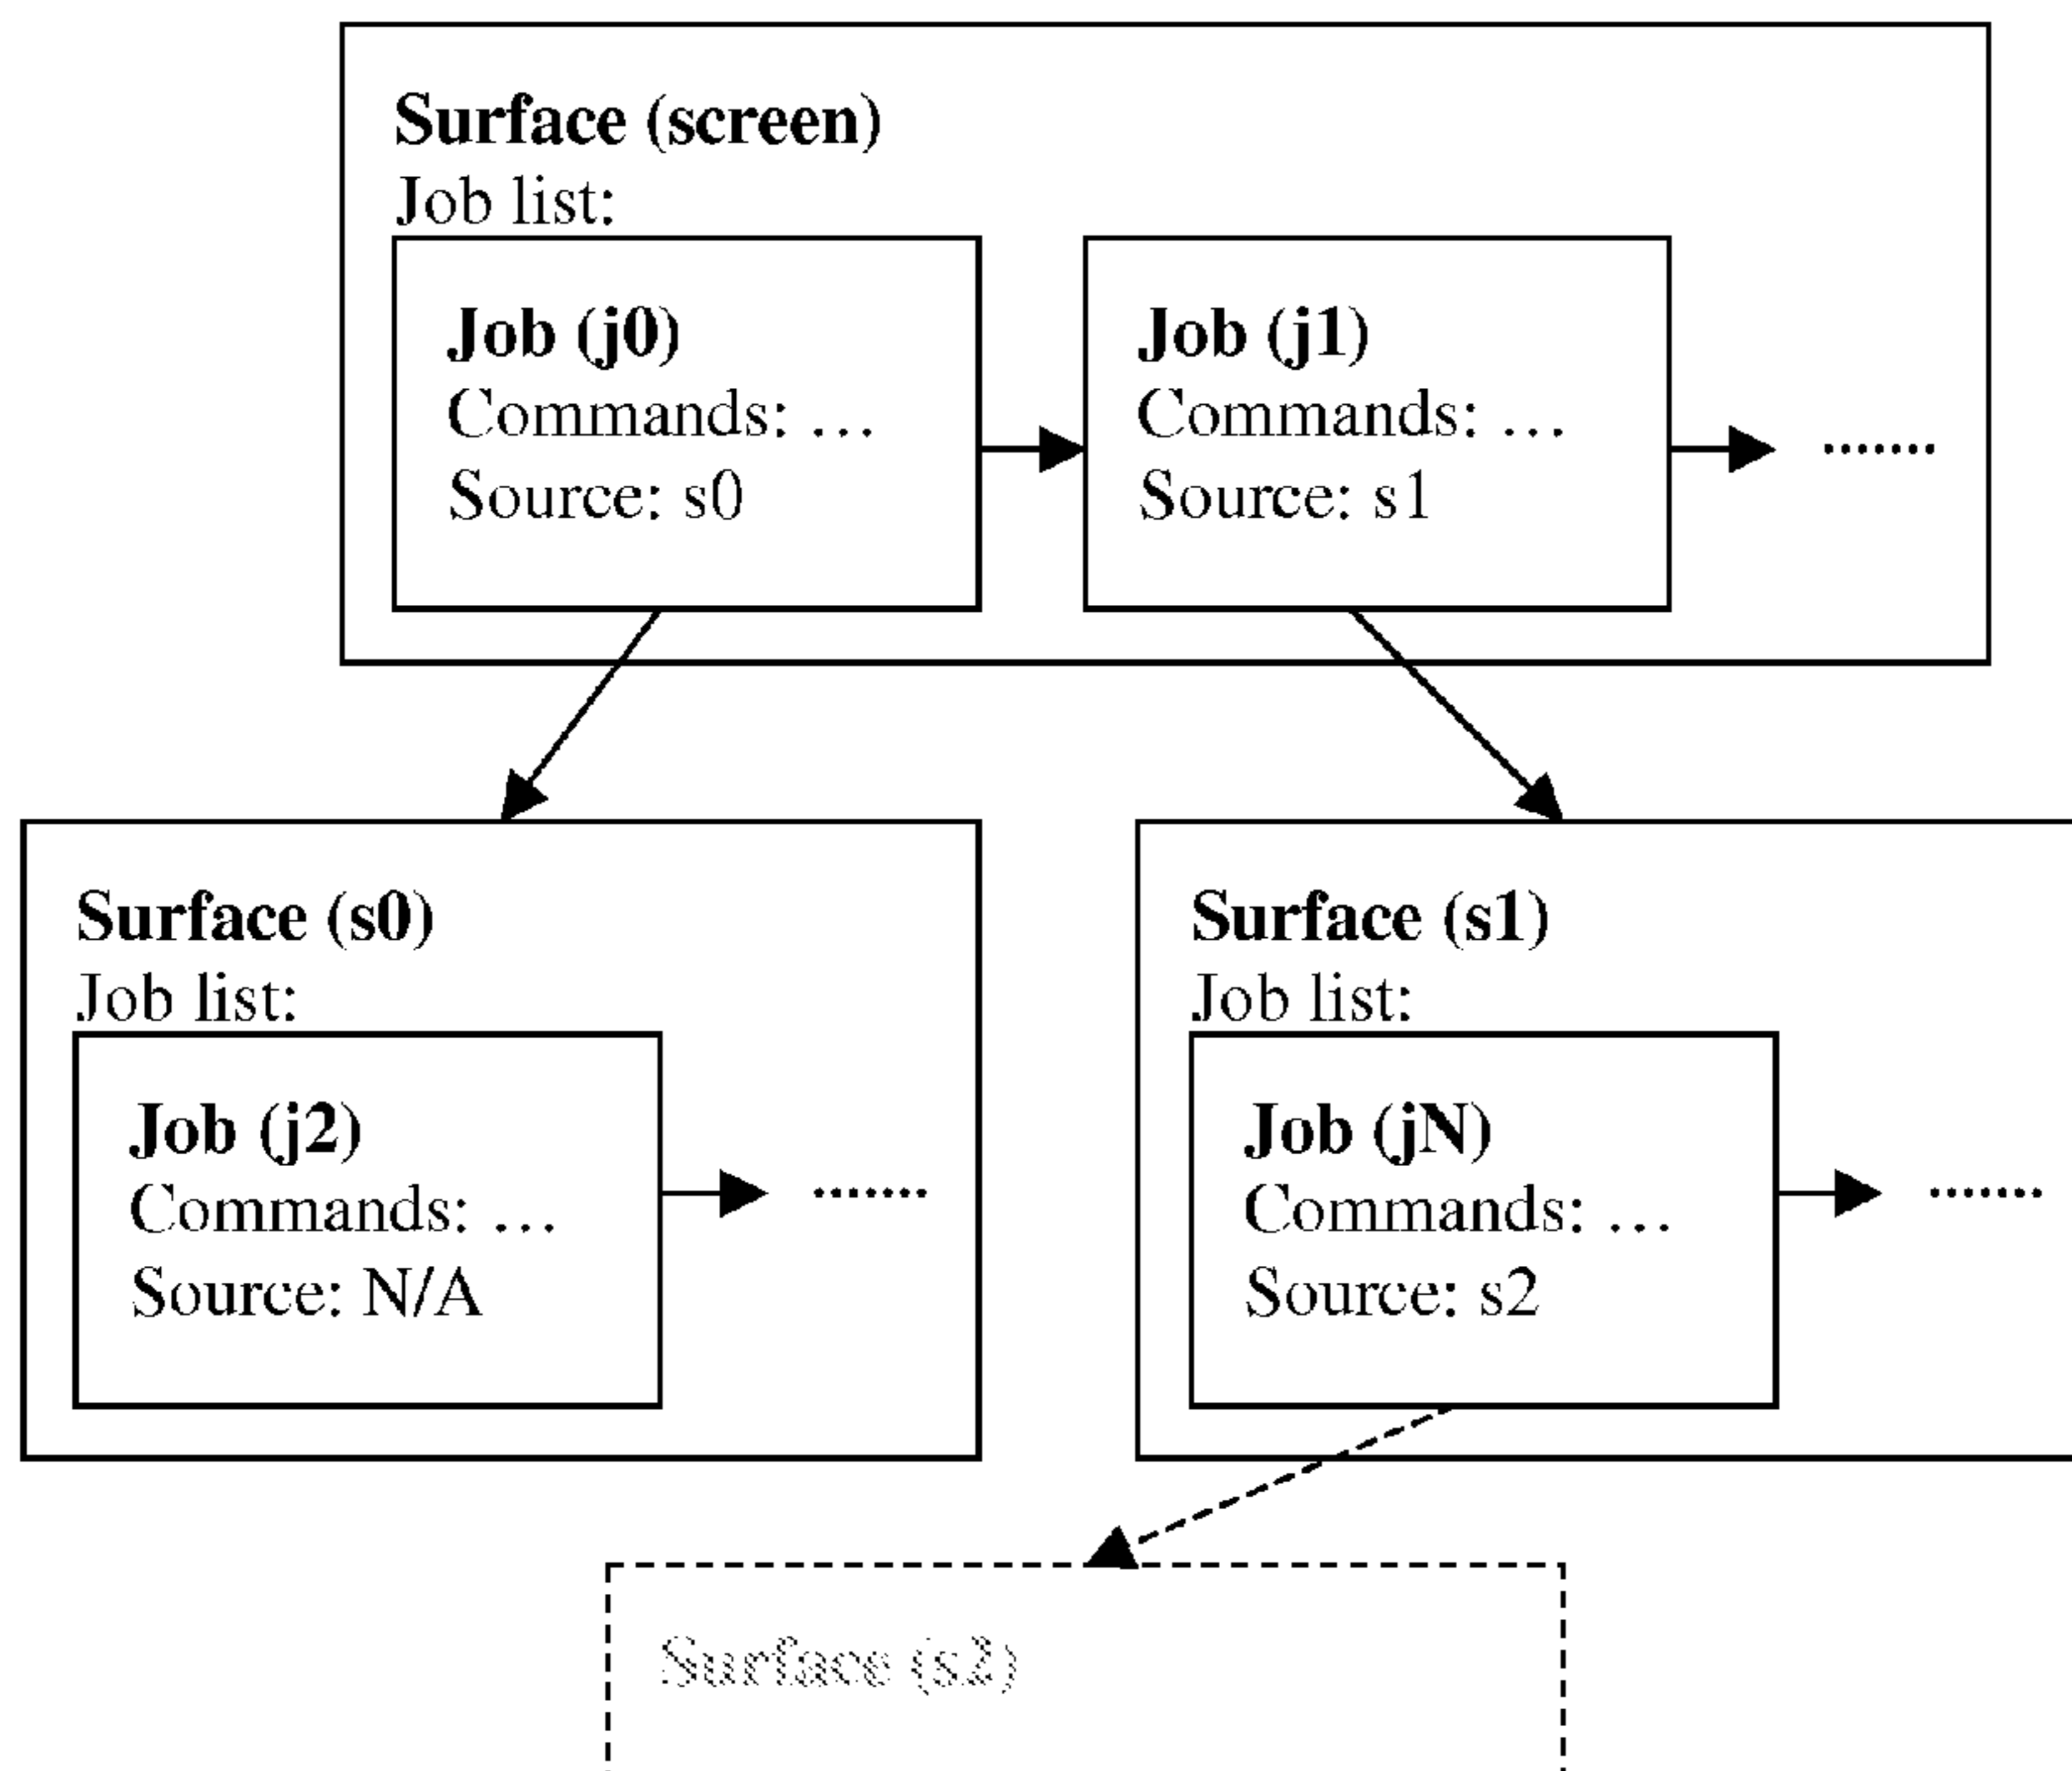 Surface (screen)
Job list:
Job (j0)
Commands: …
Source: s0
Job (j1)
Commands: …
Source: s1
.......
Surface (s0)
Job list:
Job (j2)
Commands: …
Source: N/A
.......
Surface (s1)
Job list:
Job (jN)
Commands: …
Source: s2
.......
Surface (s2)